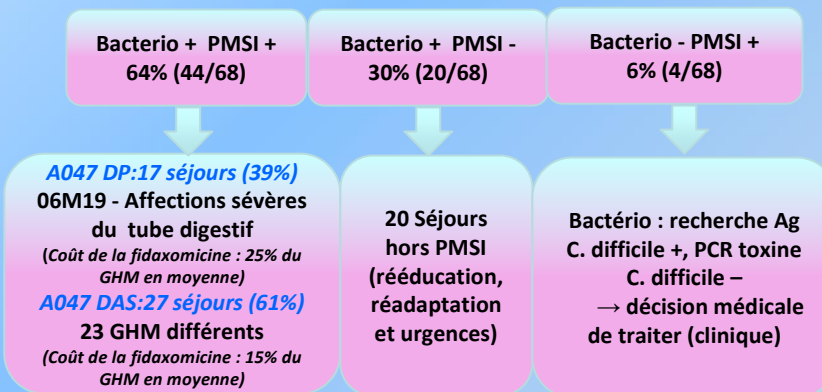 Bacterio + PMSI +
64% (44/68)
Bacterio + PMSI -
30% (20/68)
Bacterio - PMSI +
6% (4/68)
A047 DP:17 séjours (39%)
06M19 - Affections sévères
du tube digestif
(Coût de la fidaxomicine : 25% du
GHM en moyenne)
A047 DAS:27 séjours (61%)
23 GHM différents
(Coût de la fidaxomicine : 15% du
GHM en moyenne)
20 Séjours
hors PMSI
(rééducation,
réadaptation
et urgences)
Bactério : recherche Ag
C. difficile +, PCR toxine
C. difficile –
→ décision médicale
de traiter (clinique)